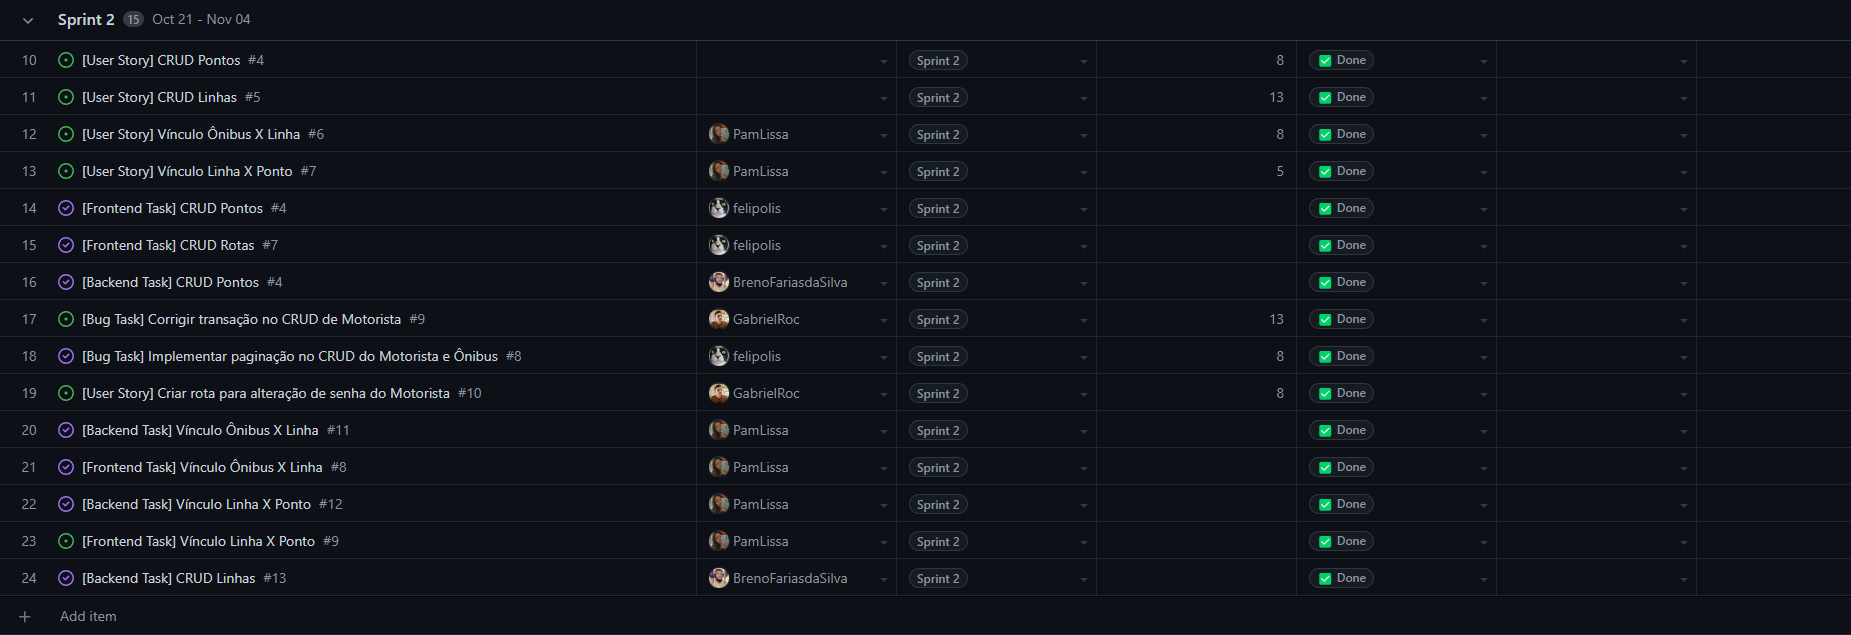 Sprint 2 15 Oct 21 - Nov 04
10 [User Story] CRUD Pontos #4 Sprint 2 8 Done
11 [User Story] CRUD Linhas #5 Sprint 2 13 Done
12 [User Story] Vínculo Ônibus X Linha #6 PamLissa Sprint 2 8 Done
13 [User Story] Vínculo Linha X Ponto #7 PamLissa Sprint 2 5 Done
14 [Frontend Task] CRUD Pontos #4 felipolis Sprint 2 Done
15 [Frontend Task] CRUD Rotas #7 felipolis Sprint 2 Done
16 [Backend Task] CRUD Pontos #4 BrenoFariasdaSilva Sprint 2 Done
17 [Bug Task] Corrigir transação no CRUD de Motorista #9 GabrielRoc Sprint 2 13 Done
18 [Bug Task] Implementar paginação no CRUD do Motorista e Ônibus #8 felipolis Sprint 2 8 Done
19 [User Story] Criar rota para alteração de senha do Motorista #10 GabrielRoc Sprint 2 8 Done
20 [Backend Task] Vínculo Ônibus X Linha #11 PamLissa Sprint 2 Done
21 [Frontend Task] Vínculo Ônibus X Linha #8 PamLissa Sprint 2 Done
22 [Backend Task] Vínculo Linha X Ponto #12 PamLissa Sprint 2 Done
23 [Frontend Task] Vínculo Linha X Ponto #9 PamLissa Sprint 2 Done
24 [Backend Task] CRUD Linhas #13 BrenoFariasdaSilva Sprint 2 Done
Add item